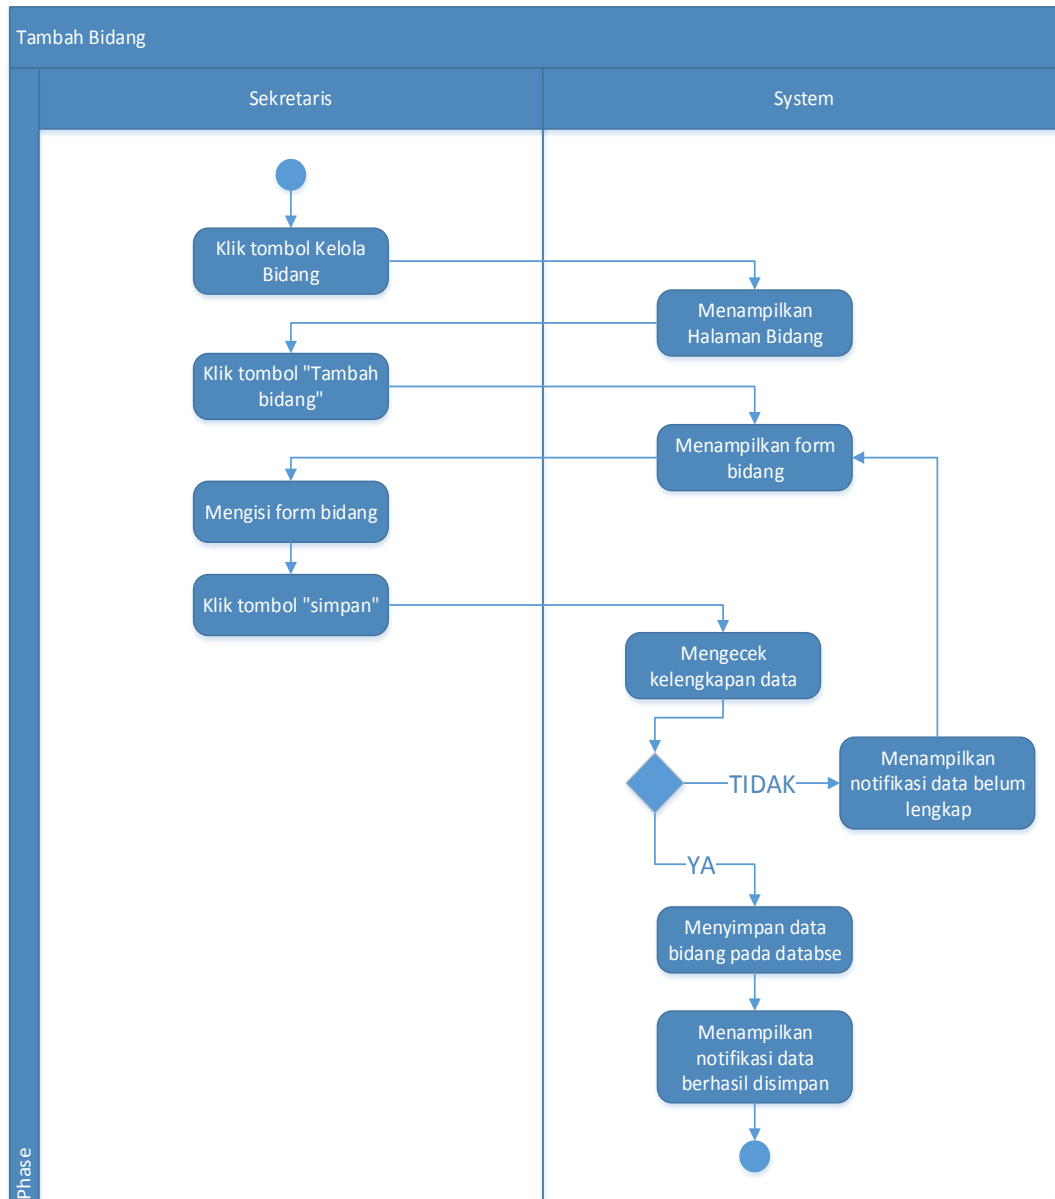 Tambah Bidang
Sekretaris
System
Klik tombol Kelola
Bidang
Menampilkan
Halaman Bidang
Klik tombol "Tambah
bidang"
Menampilkan form
bidang
Mengisi form bidang
Klik tombol "simpan"
Mengecek
kelengkapan data
TIDAK
Menampilkan
notifikasi data belum
lengkap
YA
Menyimpan data
bidang pada databse
Menampilkan
notifikasi data
berhasil disimpan
Phase